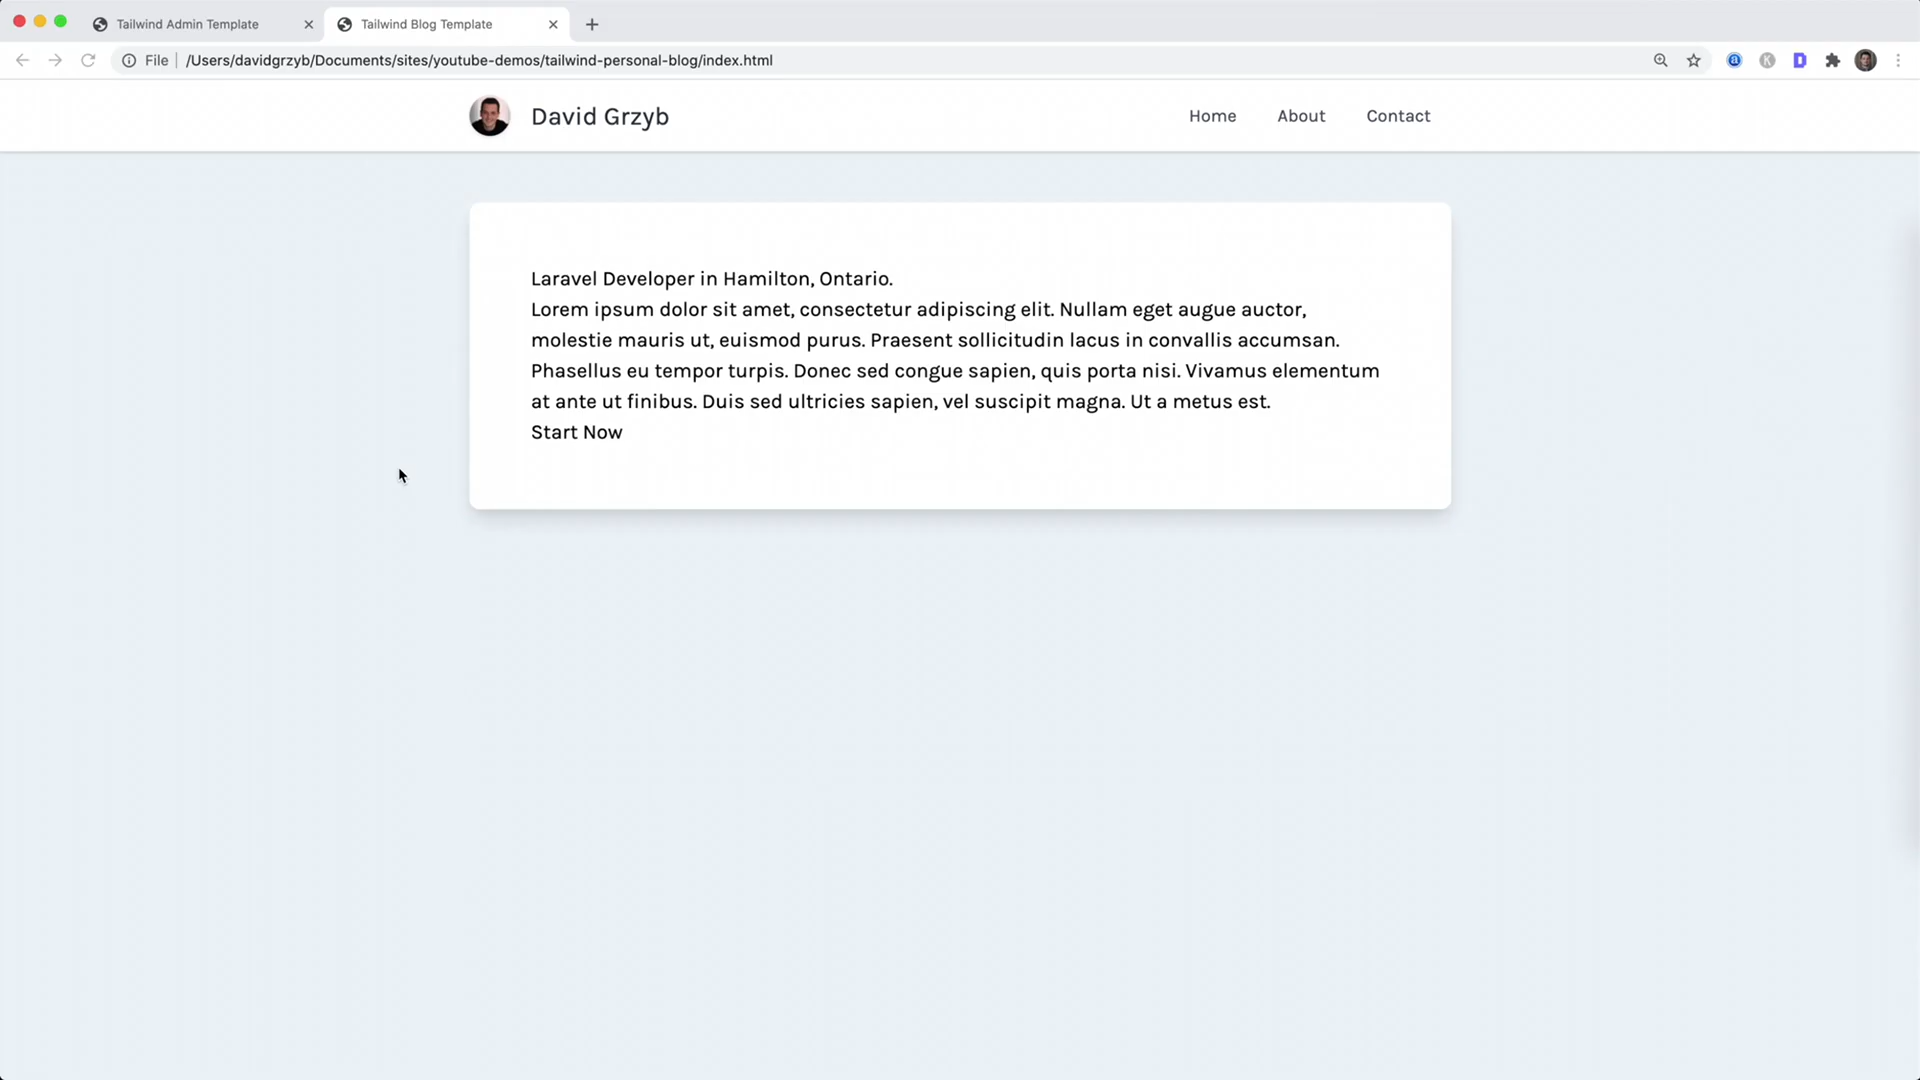 Tailwind Admin Template
Tailwind Blog Template
File
/Users/davidgrzyb/Documents/sites/youtube-demos/tailwind-personal-blog/index.html
David Grzyb
Home
About
Contact
Laravel Developer in Hamilton, Ontario.
Lorem ipsum dolor sit amet, consectetur adipiscing elit. Nullam eget augue auctor,
molestie mauris ut, euismod purus. Praesent sollicitudin lacus in convallis accumsan.
Phasellus eu tempor turpis. Donec sed congue sapien, quis porta nisi. Vivamus elementum
at ante ut finibus. Duis sed ultricies sapien, vel suscipit magna. Ut a metus est.
Start Now